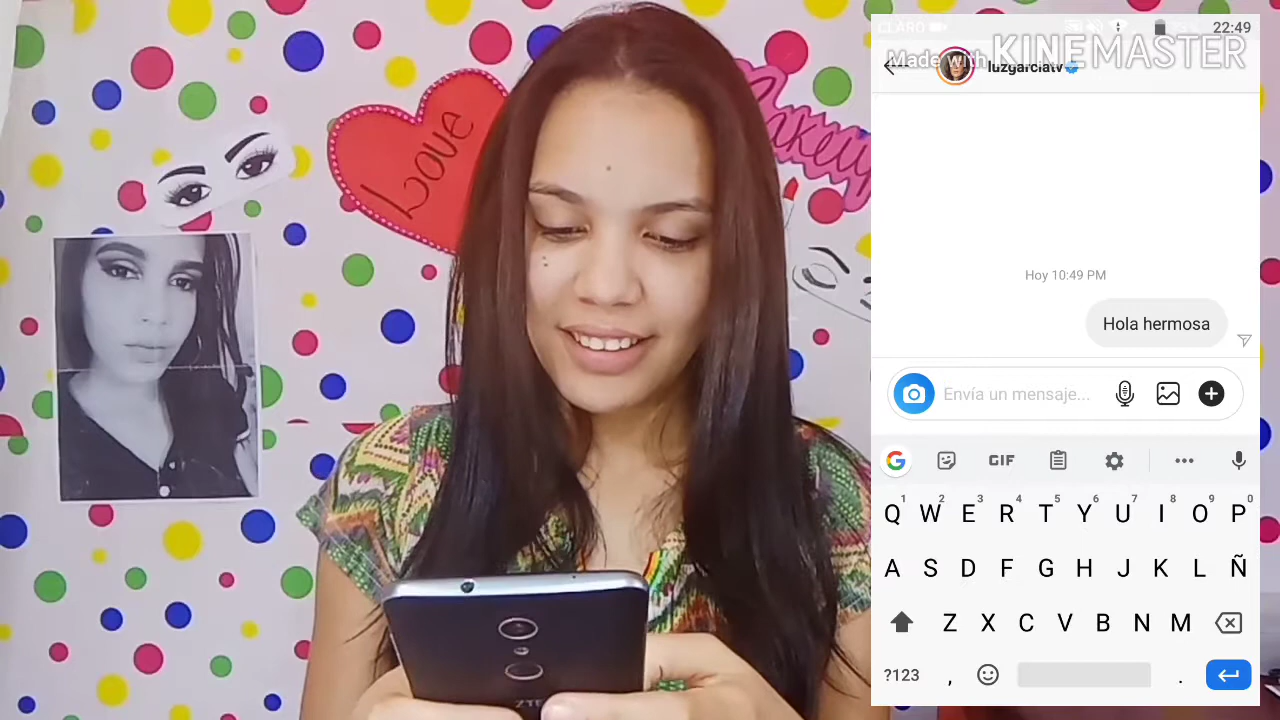 CLARO
22:49
Made with KINEMASTER
luzgarciatv
Hoy 10:49 PM
Hola hermosa
Envía un mensaje...
GIF
1 2 3 4 5 6 7 8 9 0
Q W E R T Y U I O P
A S D F G H J K L Ñ
Z X C V B N M
?123 , .
Love
ZTE